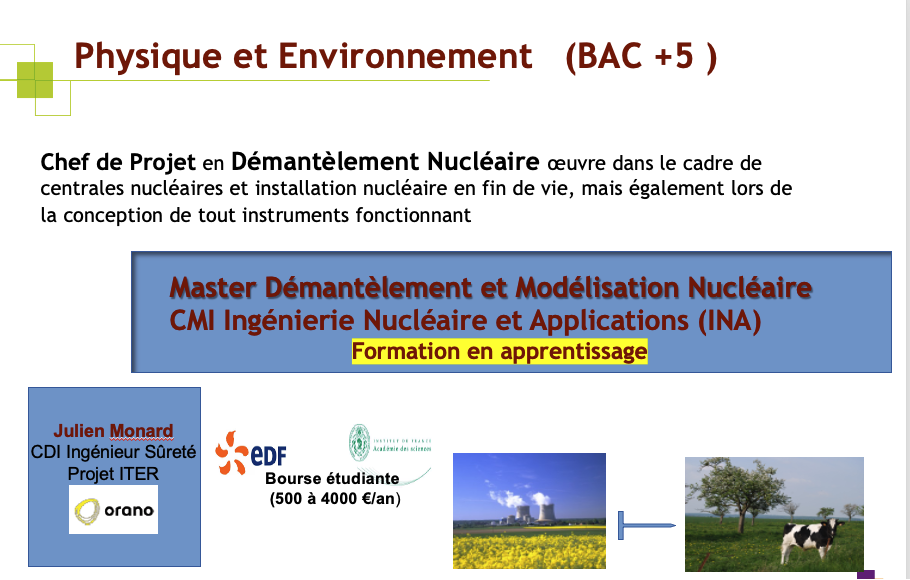 Physique et Environnement (BAC +5 )
Chef de Projet en Démantèlement Nucléaire œuvre dans le cadre de
centrales nucléaires et installation nucléaire en fin de vie, mais également lors de
la conception de tout instruments fonctionnant
Master Démantèlement et Modélisation Nucléaire
CMI Ingénierie Nucléaire et Applications (INA)
Formation en apprentissage
Julien Monard
CDI Ingénieur Sûreté
Projet ITER
orano
edf
INSTITUT DE FRANCE
Académie des sciences
Bourse étudiante
(500 à 4000 €/an)